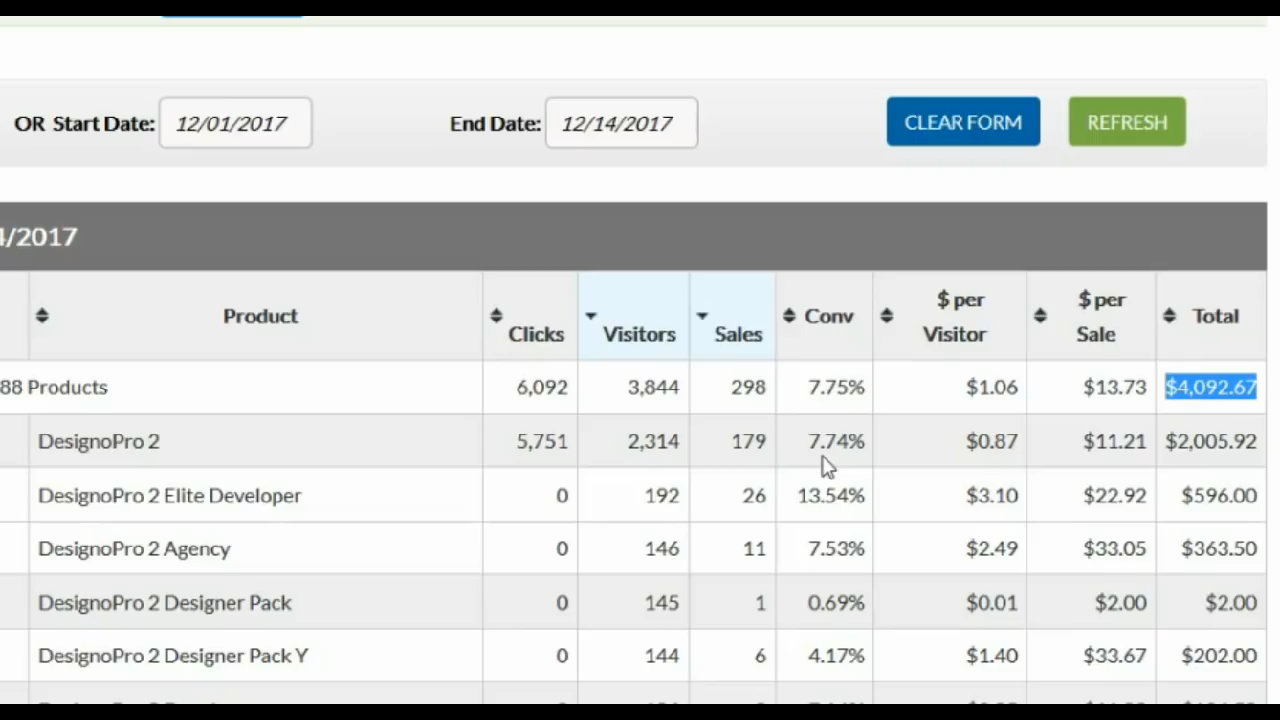 OR Start Date: 12/01/2017 End Date: 12/14/2017 CLEAR FORM REFRESH
4/2017
Product Clicks Visitors Sales Conv $ per Visitor $ per Sale Total
88 Products 6,092 3,844 298 7.75% $1.06 $13.73 $4,092.67
DesignoPro 2 5,751 2,314 179 7.74% $0.87 $11.21 $2,005.92
DesignoPro 2 Elite Developer 0 192 26 13.54% $3.10 $22.92 $596.00
DesignoPro 2 Agency 0 146 11 7.53% $2.49 $33.05 $363.50
DesignoPro 2 Designer Pack 0 145 1 0.69% $0.01 $2.00 $2.00
DesignoPro 2 Designer Pack Y 0 144 6 4.17% $1.40 $33.67 $202.00